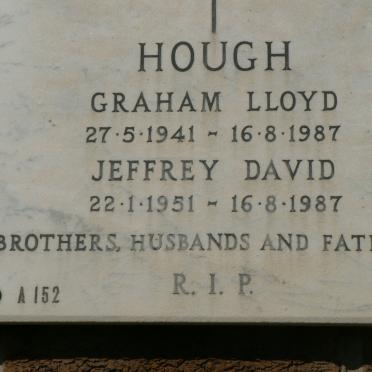 HOUGH
GRAHAM LLOYD
27·5·1941 ~ 16·8·1987
JEFFREY DAVID
22·1·1951 ~ 16·8·1987
BROTHERS, HUSBANDS AND
R. I. P.
A 152